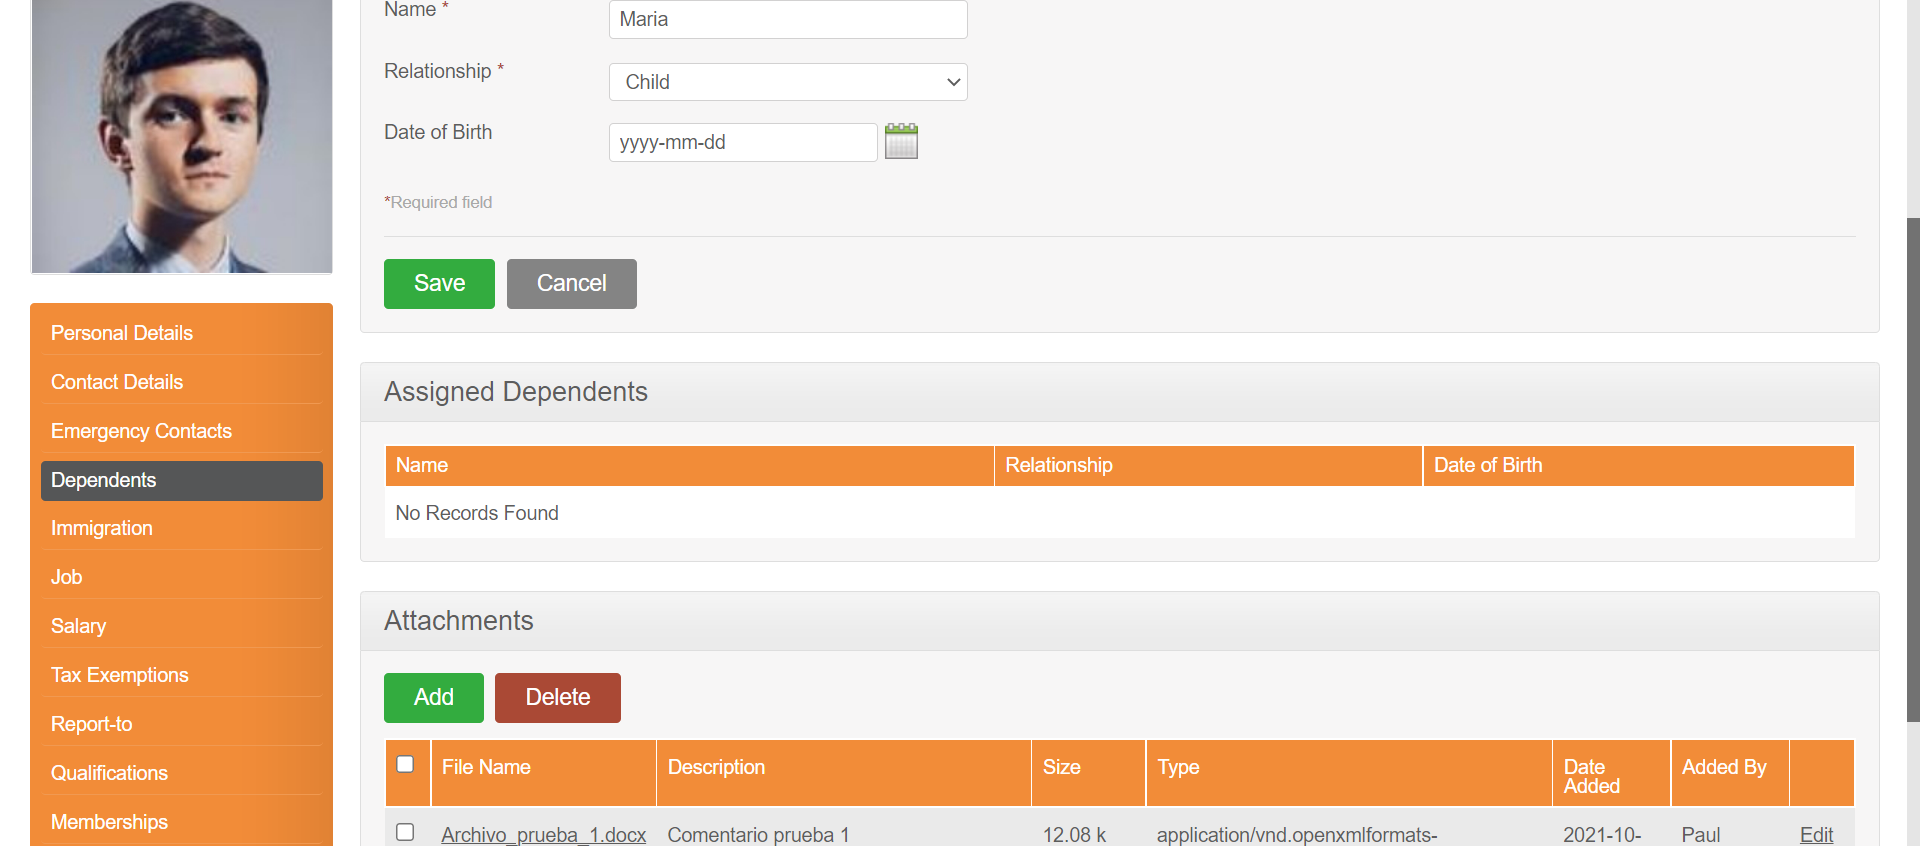 Name *
Maria
Relationship *
Child
Date of Birth
yyyy-mm-dd
*Required field
Save
Cancel
Personal Details
Contact Details
Emergency Contacts
Dependents
Immigration
Job
Salary
Tax Exemptions
Report-to
Qualifications
Memberships
Assigned Dependents
Name Relationship Date of Birth
No Records Found
Attachments
Add
Delete
File Name Description Size Type Date Added Added By
Archivo_prueba_1.docx Comentario prueba 1 12.08 k application/vnd.openxmlformats- 2021-10- Paul Edit